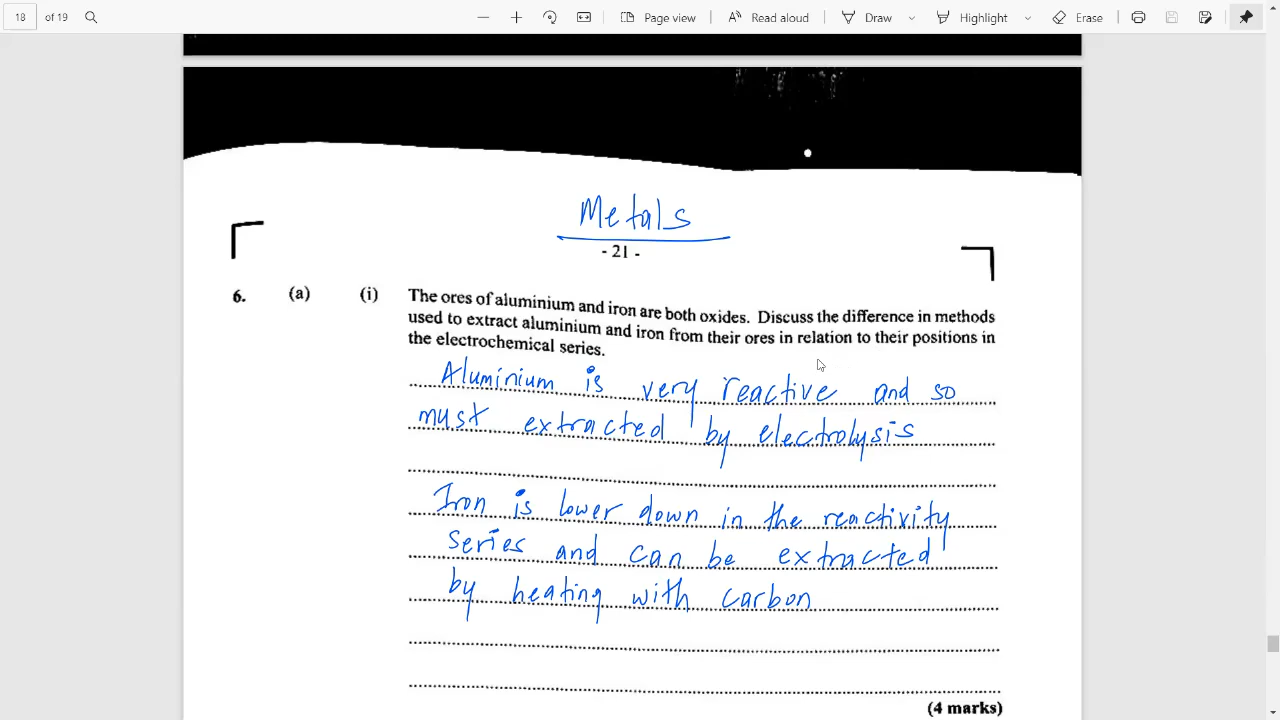 18 of 19
Page view
Read aloud
Draw
Highlight
Erase
Metals
- 21 -
6. (a) (i) The ores of aluminium and iron are both oxides. Discuss the difference in methods
used to extract aluminium and iron from their ores in relation to their positions in
the electrochemical series.
Aluminium is very reactive and so
must extracted by electrolysis
Iron is lower down in the reactivity
series and can be extracted
by heating with carbon
(4 marks)